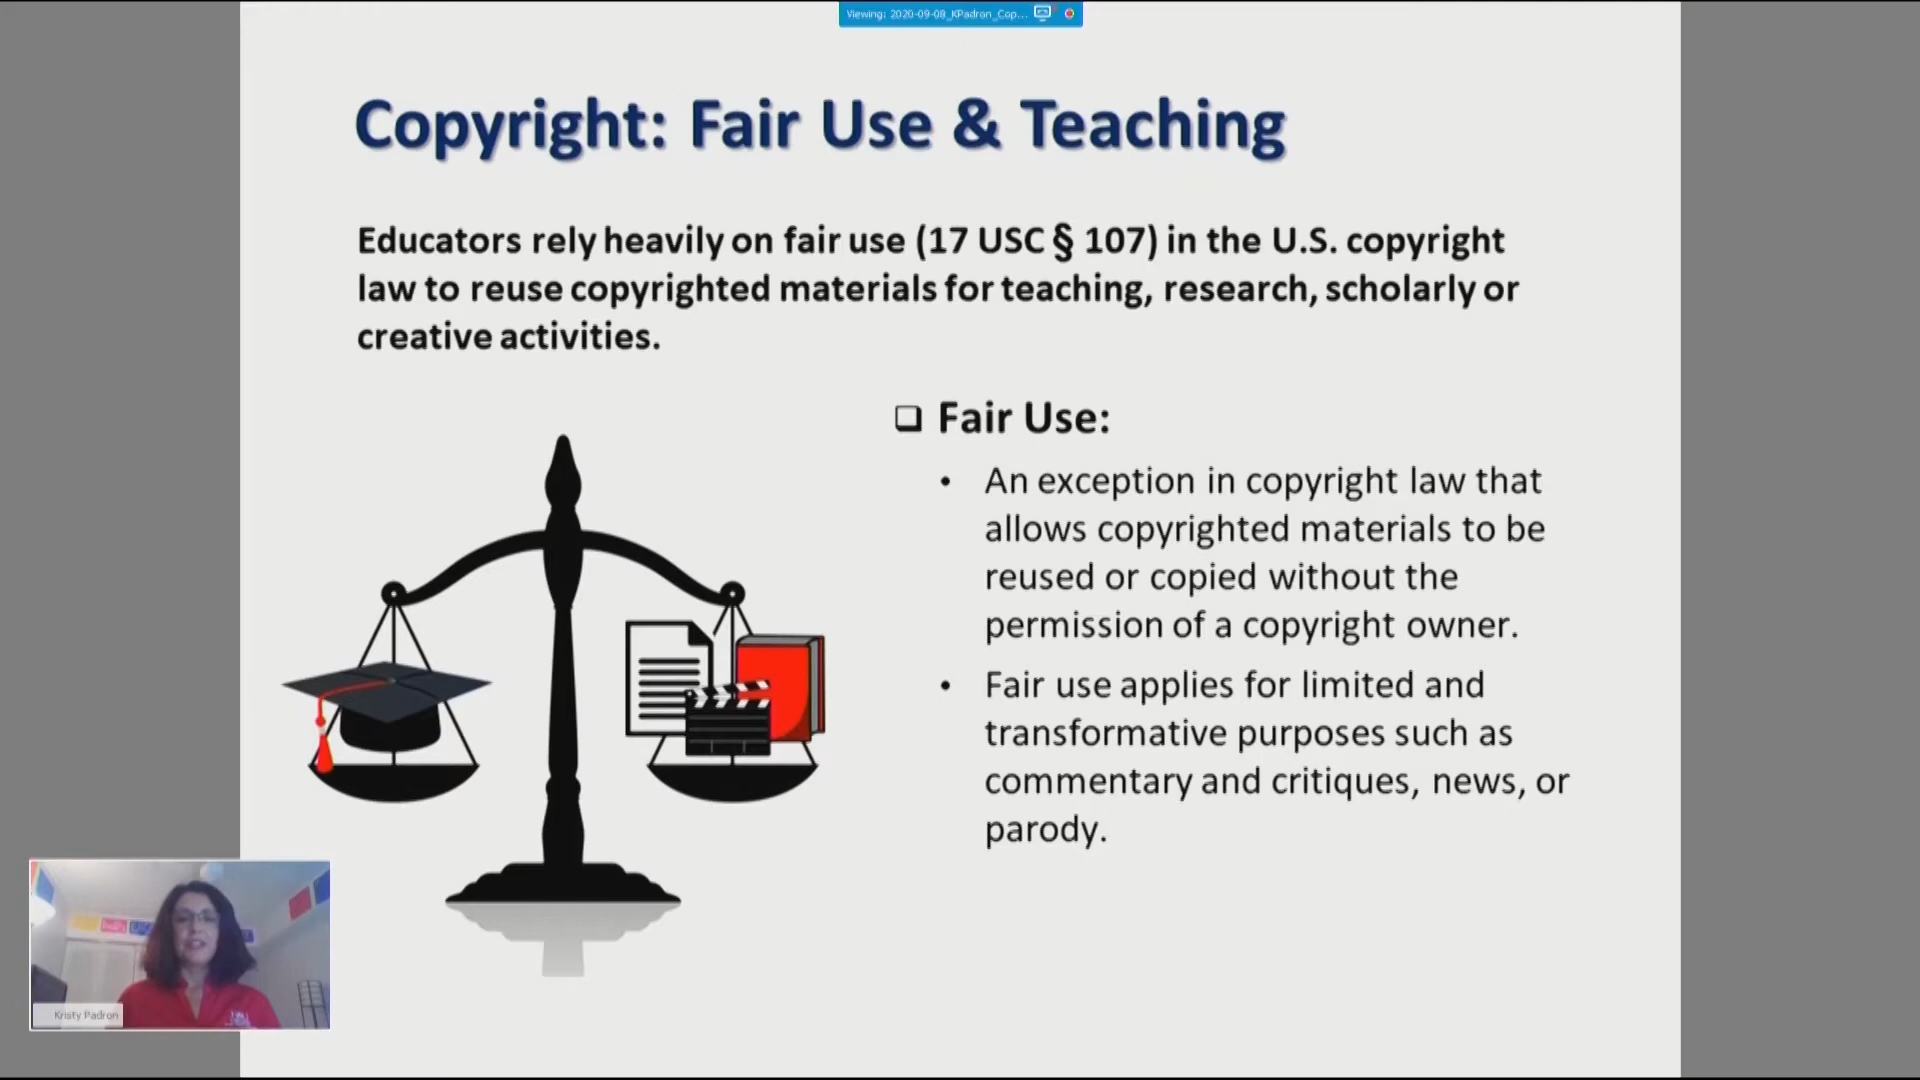 Viewing: 2020-09-08_KPadron_Cop...
Copyright: Fair Use & Teaching
Educators rely heavily on fair use (17 USC § 107) in the U.S. copyright
law to reuse copyrighted materials for teaching, research, scholarly or
creative activities.
❑ Fair Use:
• An exception in copyright law that
allows copyrighted materials to be
reused or copied without the
permission of a copyright owner.
• Fair use applies for limited and
transformative purposes such as
commentary and critiques, news, or
parody.
Kristy Padron